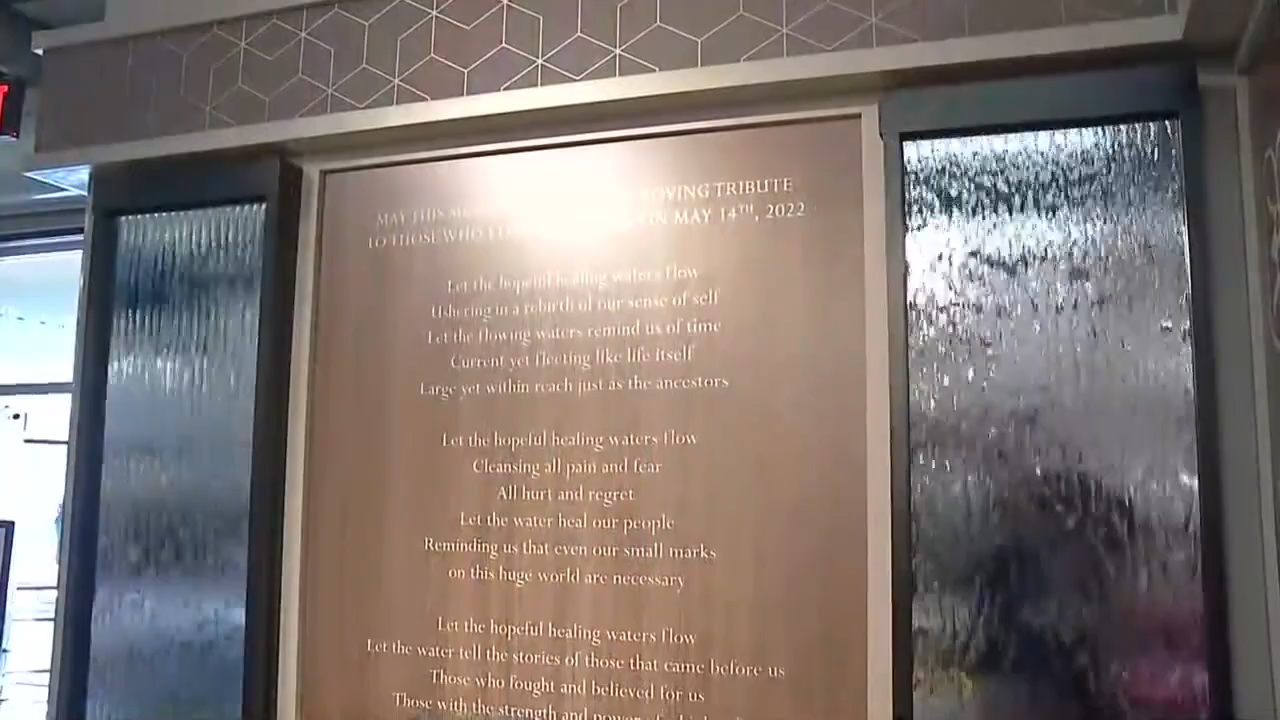 MAY THIS LOVING TRIBUTE
TO THOSE WHO ON MAY 14TH, 2022
Let the hopeful healing waters flow
Ushering in a rebirth of our sense of self
Let the flowing waters remind us of time
Current yet fleeting like life itself
Large yet within reach just as the ancestors
Let the hopeful healing waters flow
Cleansing all pain and fear
All hurt and regret
Let the water heal our people
Reminding us that even our small marks
on this huge world are necessary
Let the hopeful healing waters flow
Let the water tell the stories of those that came before us
Those who fought and believed for us
Those with the strength and power